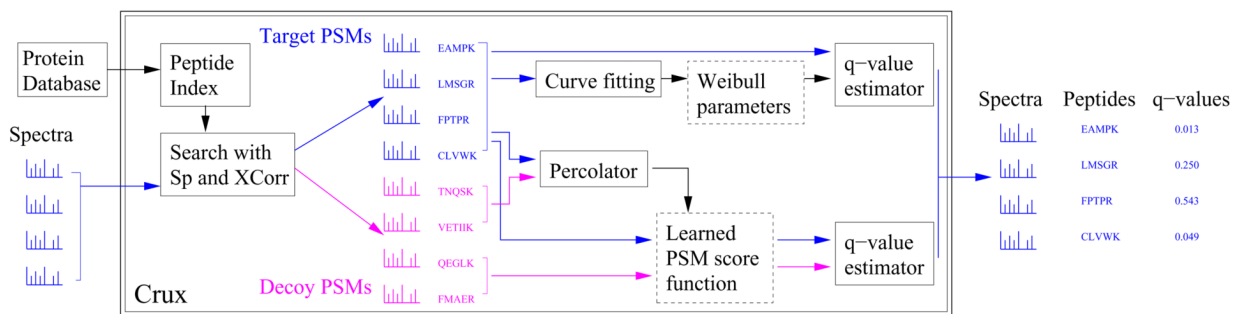 Protein
Database
Spectra
Peptide
Index
Search with
Sp and XCorr
Crux
Target PSMs
EAMPK
LMSGR
FPTPR
CLVWK
TNQSK
VETIIK
QEGLK
FMAER
Decoy PSMs
Curve fitting
Weibull
parameters
q−value
estimator
Percolator
Learned
PSM score
function
q−value
estimator
Spectra Peptides q−values
EAMPK 0.013
LMSGR 0.250
FPTPR 0.543
CLVWK 0.049